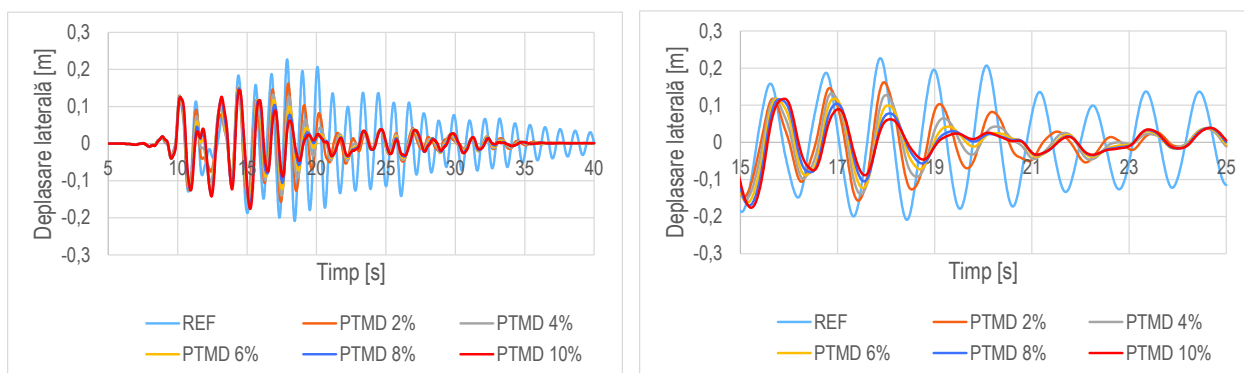 Deplasare laterală [m]
0,3
0,2
0,1
0
-0,1
-0,2
-0,3
5 10 15 20 25 30 35 40
Timp [s]
REF PTMD 2% PTMD 4%
PTMD 6% PTMD 8% PTMD 10%
Deplasare laterală [m]
0,3
0,2
0,1
0
-0,1
-0,2
-0,3
15 17 19 21 23 25
Timp [s]
REF PTMD 2% PTMD 4%
PTMD 6% PTMD 8% PTMD 10%